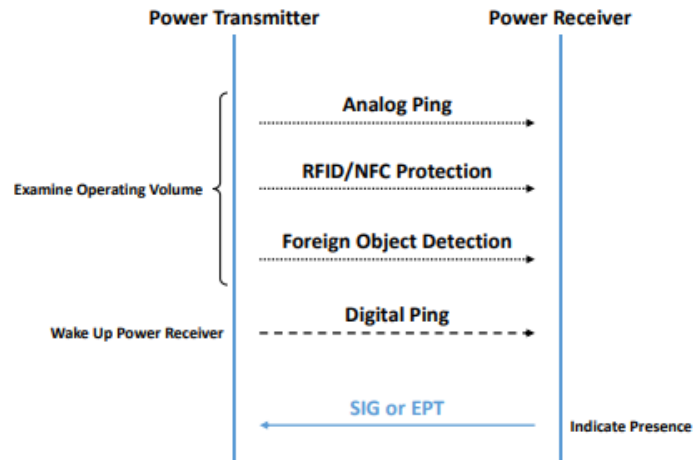 Power Transmitter
Power Receiver
Analog Ping
RFID/NFC Protection
Examine Operating Volume
Foreign Object Detection
Digital Ping
Wake Up Power Receiver
SIG or EPT
Indicate Presence